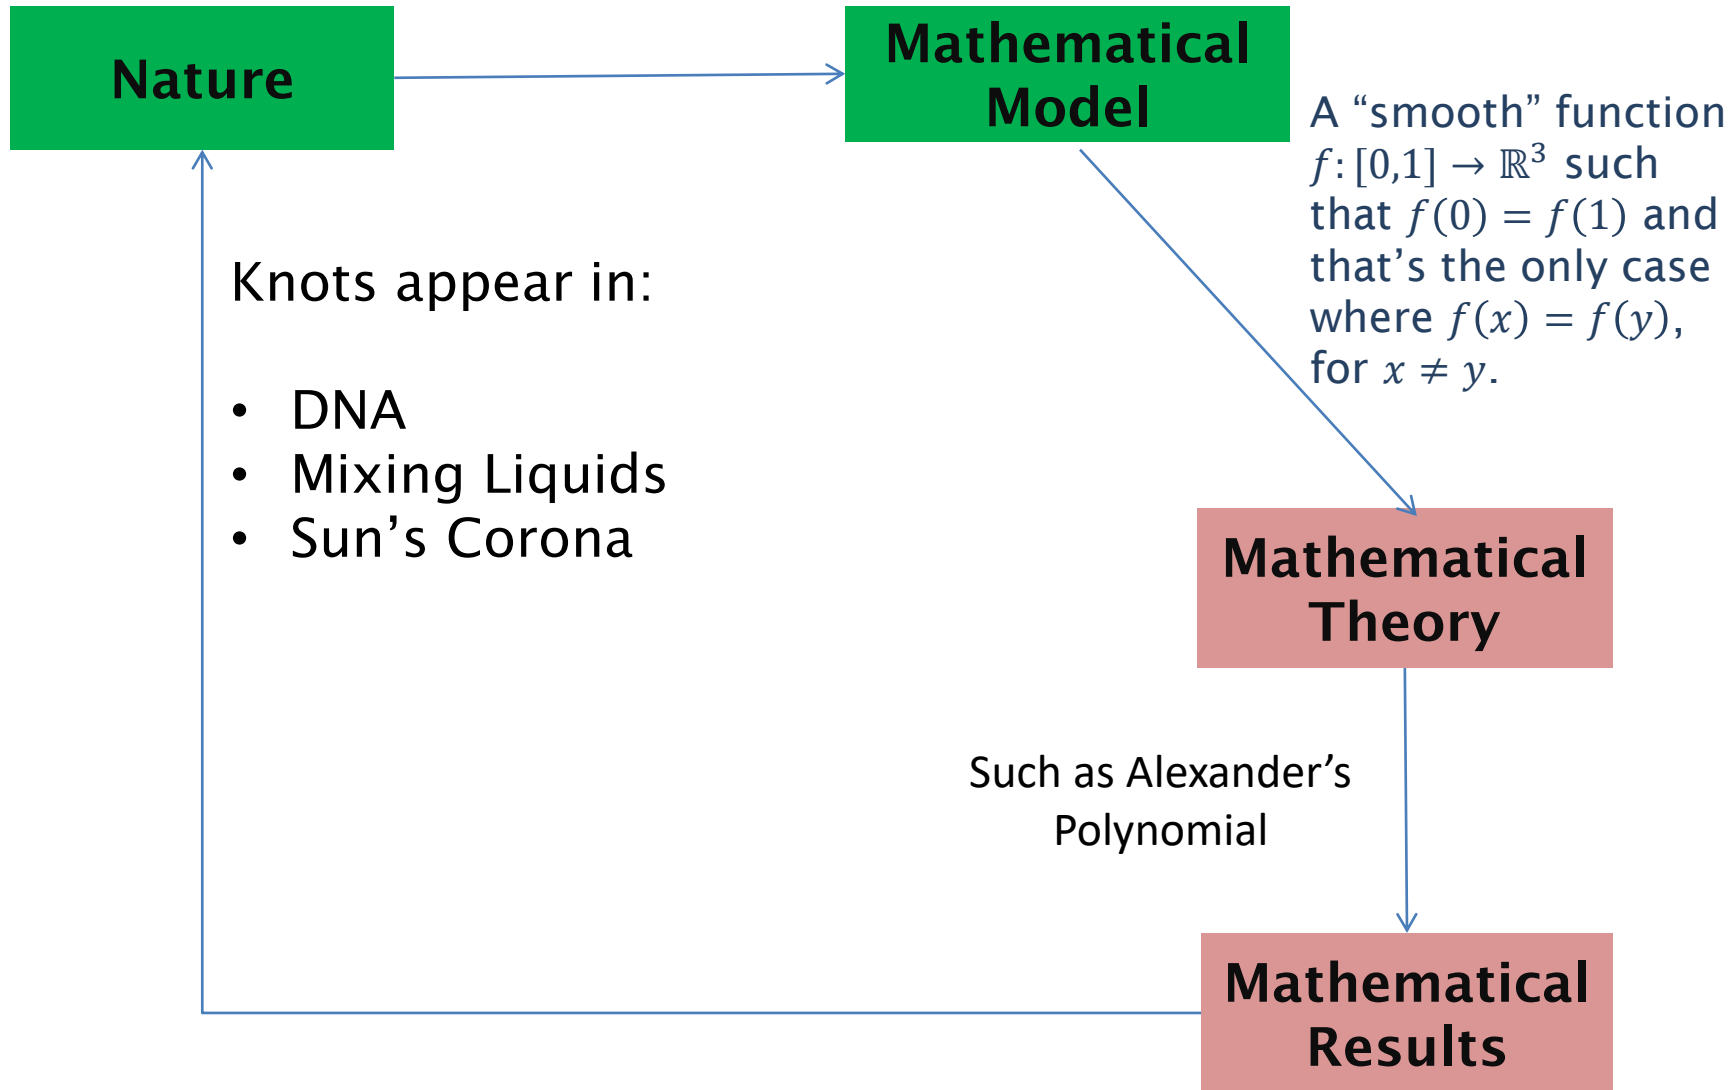 Nature
Mathematical
Model
A “smooth” function
f: [0,1] → ℝ³ such
that f(0) = f(1) and
that’s the only case
where f(x) = f(y),
for x ≠ y.
Knots appear in:
• DNA
• Mixing Liquids
• Sun’s Corona
Mathematical
Theory
Such as Alexander’s
Polynomial
Mathematical
Results